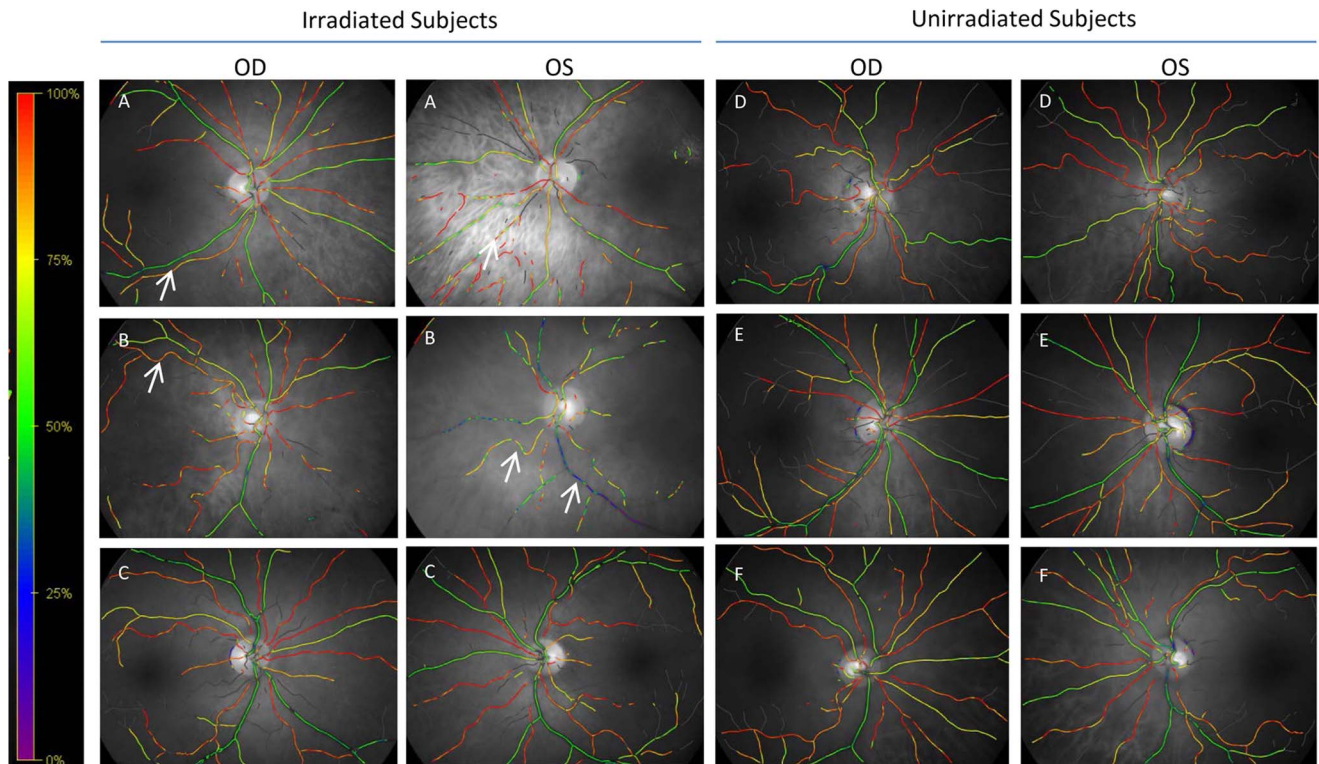 Irradiated Subjects
Unirradiated Subjects
OD
OS
OD
OS
100%
75%
50%
25%
0%
A
A
D
D
B
B
E
E
C
C
F
F